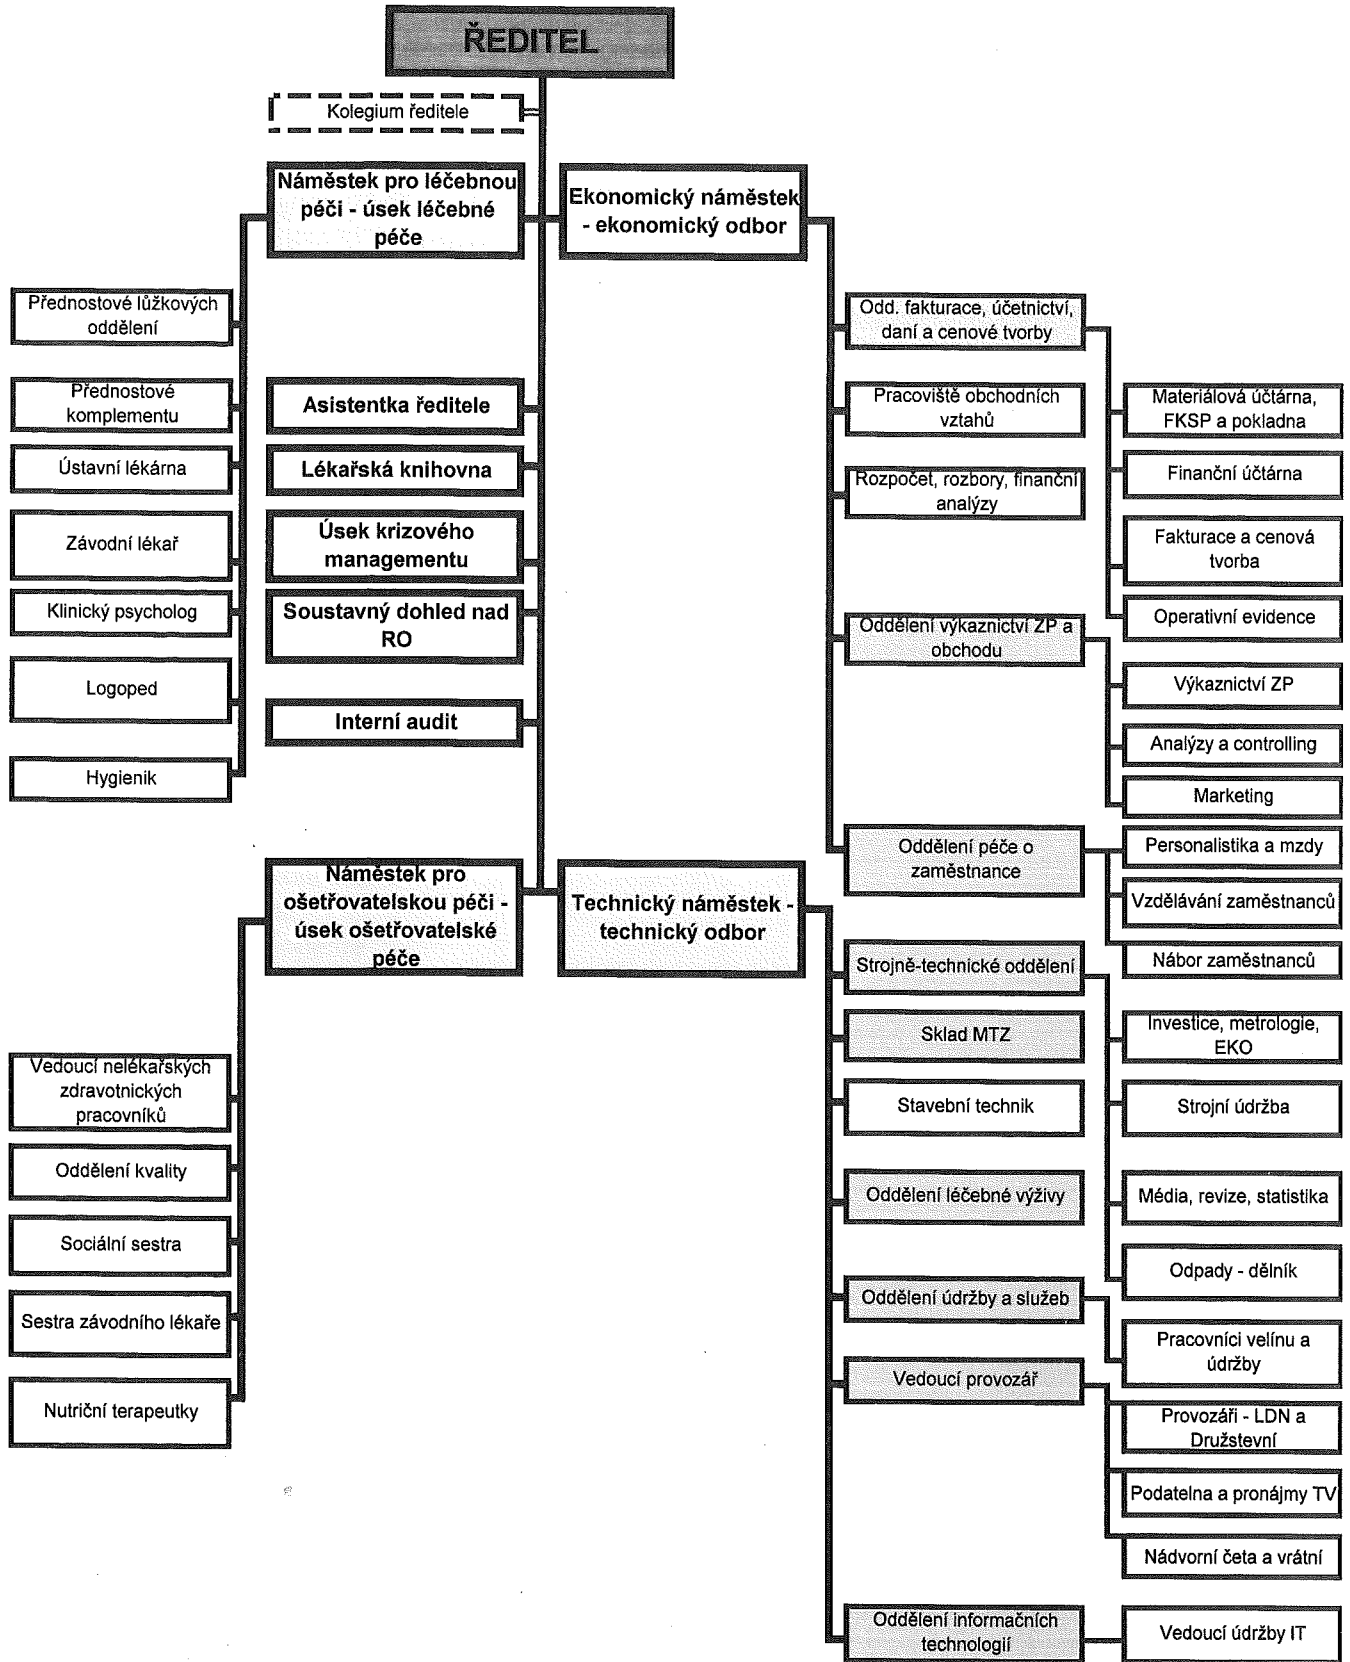 ŘEDITEL
Kolegium ředitele
Náměstek pro léčebnou
péči - úsek léčebné
péče
Ekonomický náměstek
- ekonomický odbor
Přednostové lůžkových
oddělení
Přednostové
komplementu
Ústavní lékárna
Závodní lékař
Klinický psycholog
Logoped
Hygienik
Asistentka ředitele
Lékařská knihovna
Úsek krizového
managementu
Soustavný dohled nad
RO
Interní audit
Odd. fakturace, účetnictví,
daní a cenové tvorby
Pracoviště obchodních
vztahů
Rozpočet, rozbory, finanční
analýzy
Oddělení výkaznictví ZP a
obchodu
Oddělení péče o
zaměstnance
Materiálová účtárna,
FKSP a pokladna
Finanční účtárna
Fakturace a cenová
tvorba
Operativní evidence
Výkaznictví ZP
Analýzy a controlling
Marketing
Personalistika a mzdy
Vzdělávání zaměstnanců
Nábor zaměstnanců
Náměstek pro
ošetřovatelskou péči -
úsek ošetřovatelské
péče
Technický náměstek -
technický odbor
Vedoucí nelékařských
zdravotnických
pracovníků
Oddělení kvality
Sociální sestra
Sestra závodního lékaře
Nutriční terapeutky
Strojně-technické oddělení
Sklad MTZ
Stavební technik
Oddělení léčebné výživy
Oddělení údržby a služeb
Vedoucí provozář
Oddělení informačních
technologií
Investice, metrologie,
EKO
Strojní údržba
Média, revize, statistika
Odpady - dělník
Pracovníci velínu a
údržby
Provozáři - LDN a
Družstevní
Podatelna a pronájmy TV
Nádvorní četa a vrátní
Vedoucí údržby IT